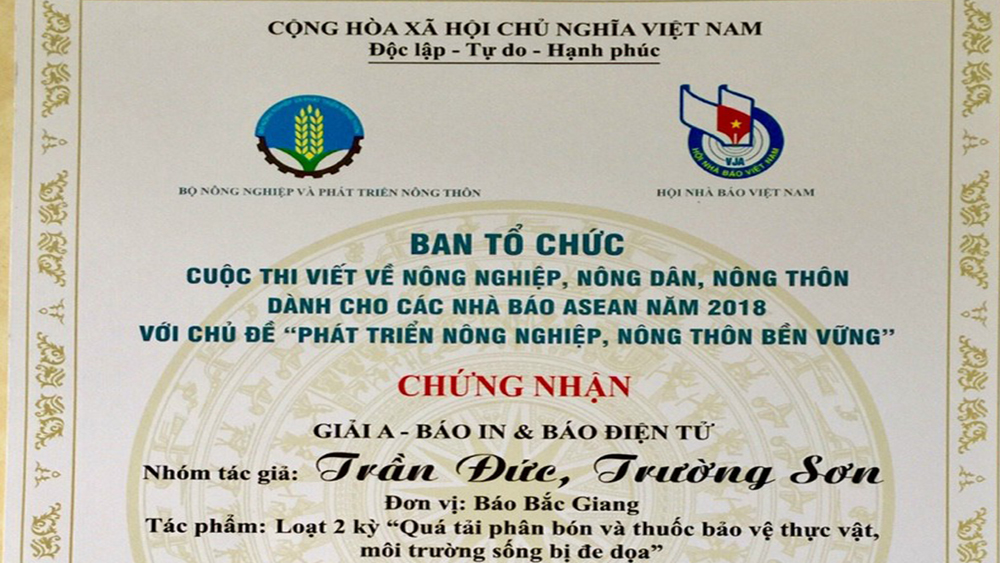 CỘNG HÒA XÃ HỘI CHỦ NGHĨA VIỆT NAM
Độc lập - Tự do - Hạnh phúc
BỘ NÔNG NGHIỆP VÀ PHÁT TRIỂN NÔNG THÔN
VJA
HỘI NHÀ BÁO VIỆT NAM
HỘI NHÀ BÁO VIỆT NAM
BAN TỔ CHỨC
CUỘC THI VIẾT VỀ NÔNG NGHIỆP, NÔNG DÂN, NÔNG THÔN
DÀNH CHO CÁC NHÀ BÁO ASEAN NĂM 2018
VỚI CHỦ ĐỀ “PHÁT TRIỂN NÔNG NGHIỆP, NÔNG THÔN BỀN VỮNG”
CHỨNG NHẬN
GIẢI A - BÁO IN & BÁO ĐIỆN TỬ
Nhóm tác giả: Trần Đức, Trường Sơn
Đơn vị: Báo Bắc Giang
Tác phẩm: Loạt 2 kỳ “Quá tải phân bón và thuốc bảo vệ thực vật,
môi trường sống bị đe dọa”